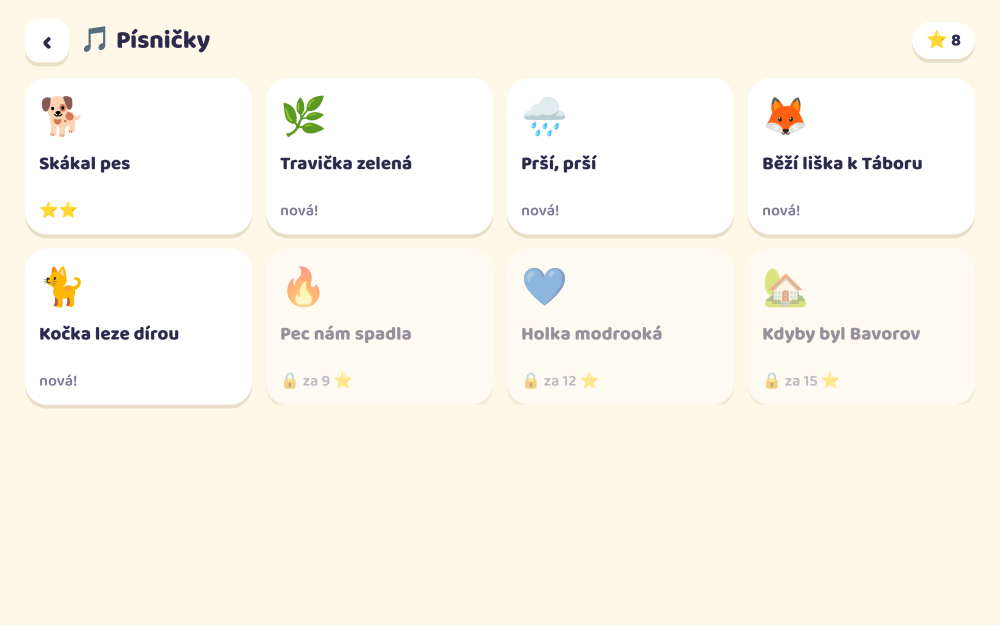 ‹ 🎵 Písničky ⭐ 8
Skákal pes
⭐⭐
Travička zelená
nová!
Prší, prší
nová!
Běží liška k Táboru
nová!
Kočka leze dírou
nová!
Pec nám spadla
🔒 za 9 ⭐
Holka modrooká
🔒 za 12 ⭐
Kdyby byl Bavorov
🔒 za 15 ⭐